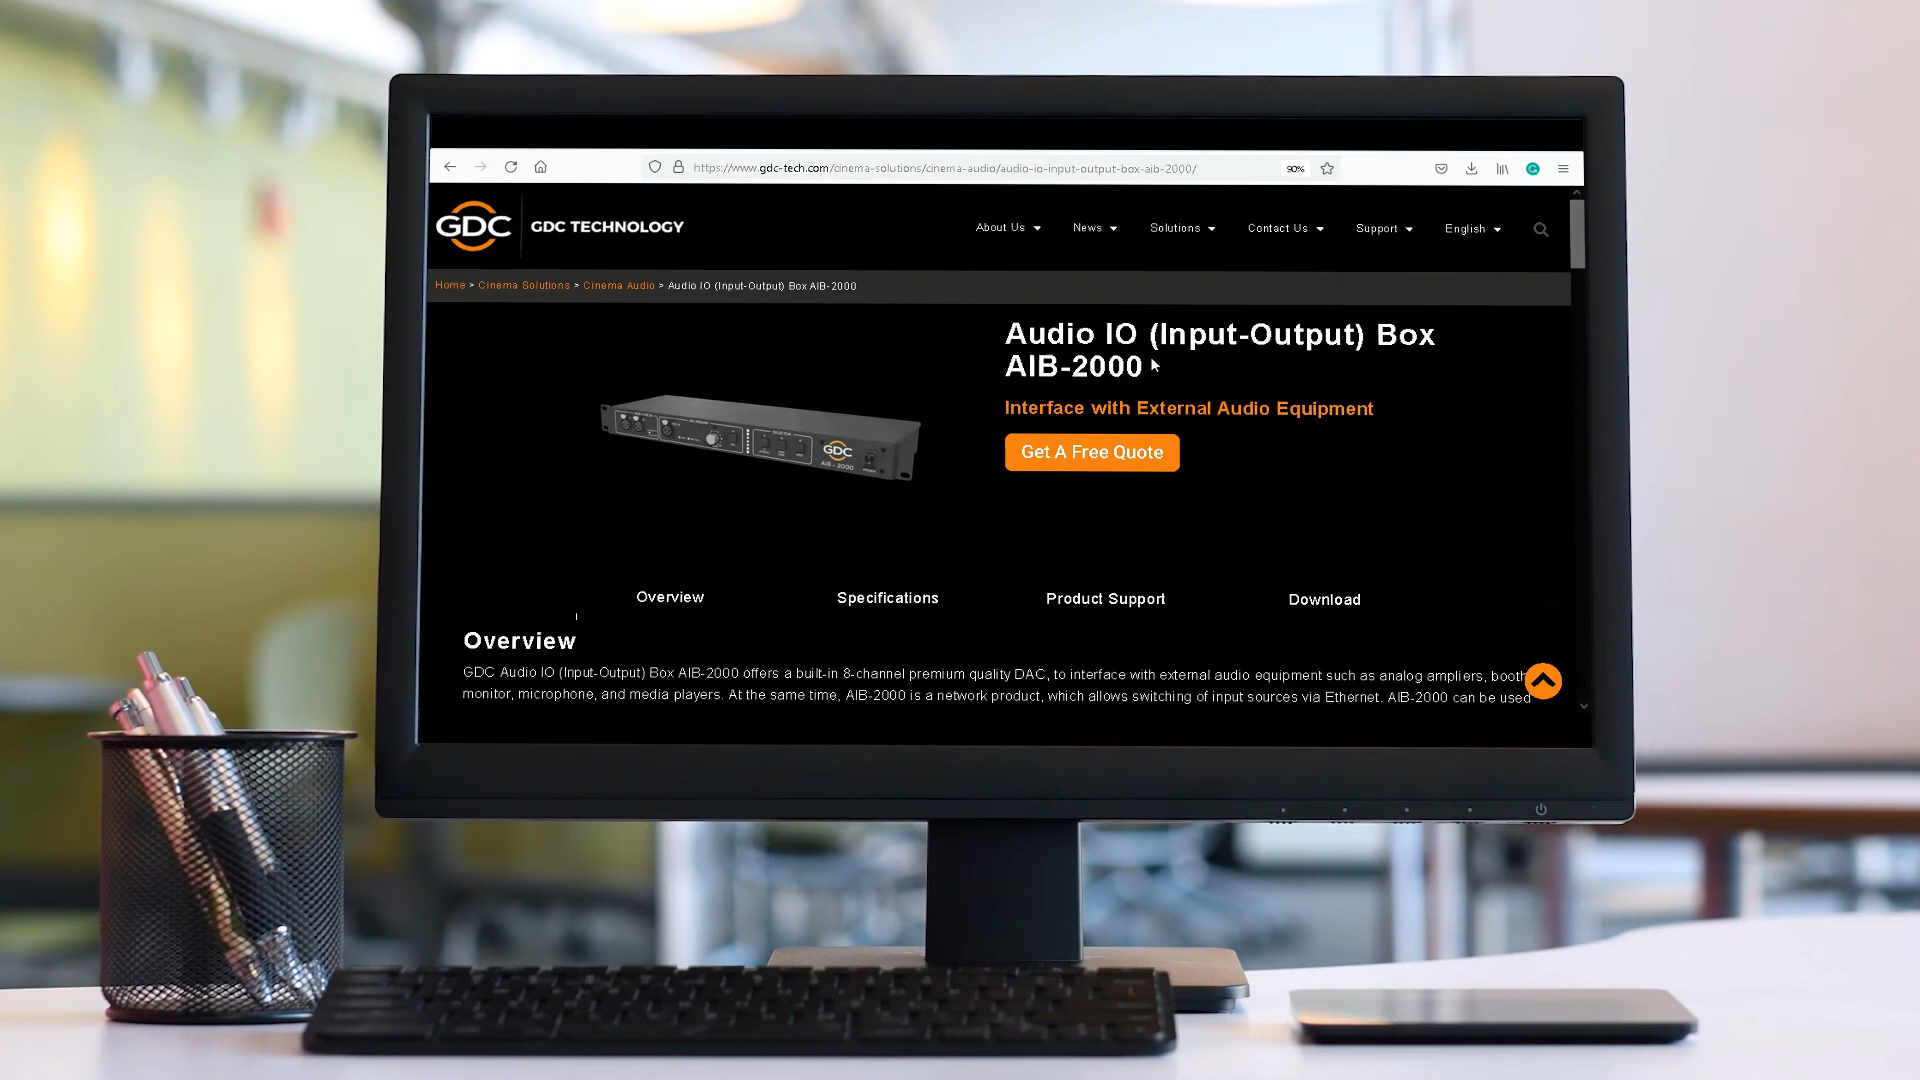 https://www.gdc-tech.com/cinema-solutions/cinema-audio/audio-io-input-output-box-aib-2000/
90%
GDC
GDC TECHNOLOGY
About Us
News
Solutions
Contact Us
Support
English
Home > Cinema Solutions > Cinema Audio > Audio IO (Input-Output) Box AIB-2000
Audio IO (Input-Output) Box
AIB-2000
Interface with External Audio Equipment
Get A Free Quote
GDC
AIB - 2000
Overview
Specifications
Product Support
Download
Overview
GDC Audio IO (Input-Output) Box AIB-2000 offers a built-in 8-channel premium quality DAC, to interface with external audio equipment such as analog ampliers, booth
monitor, microphone, and media players. At the same time, AIB-2000 is a network product, which allows switching of input sources via Ethernet. AIB-2000 can be used